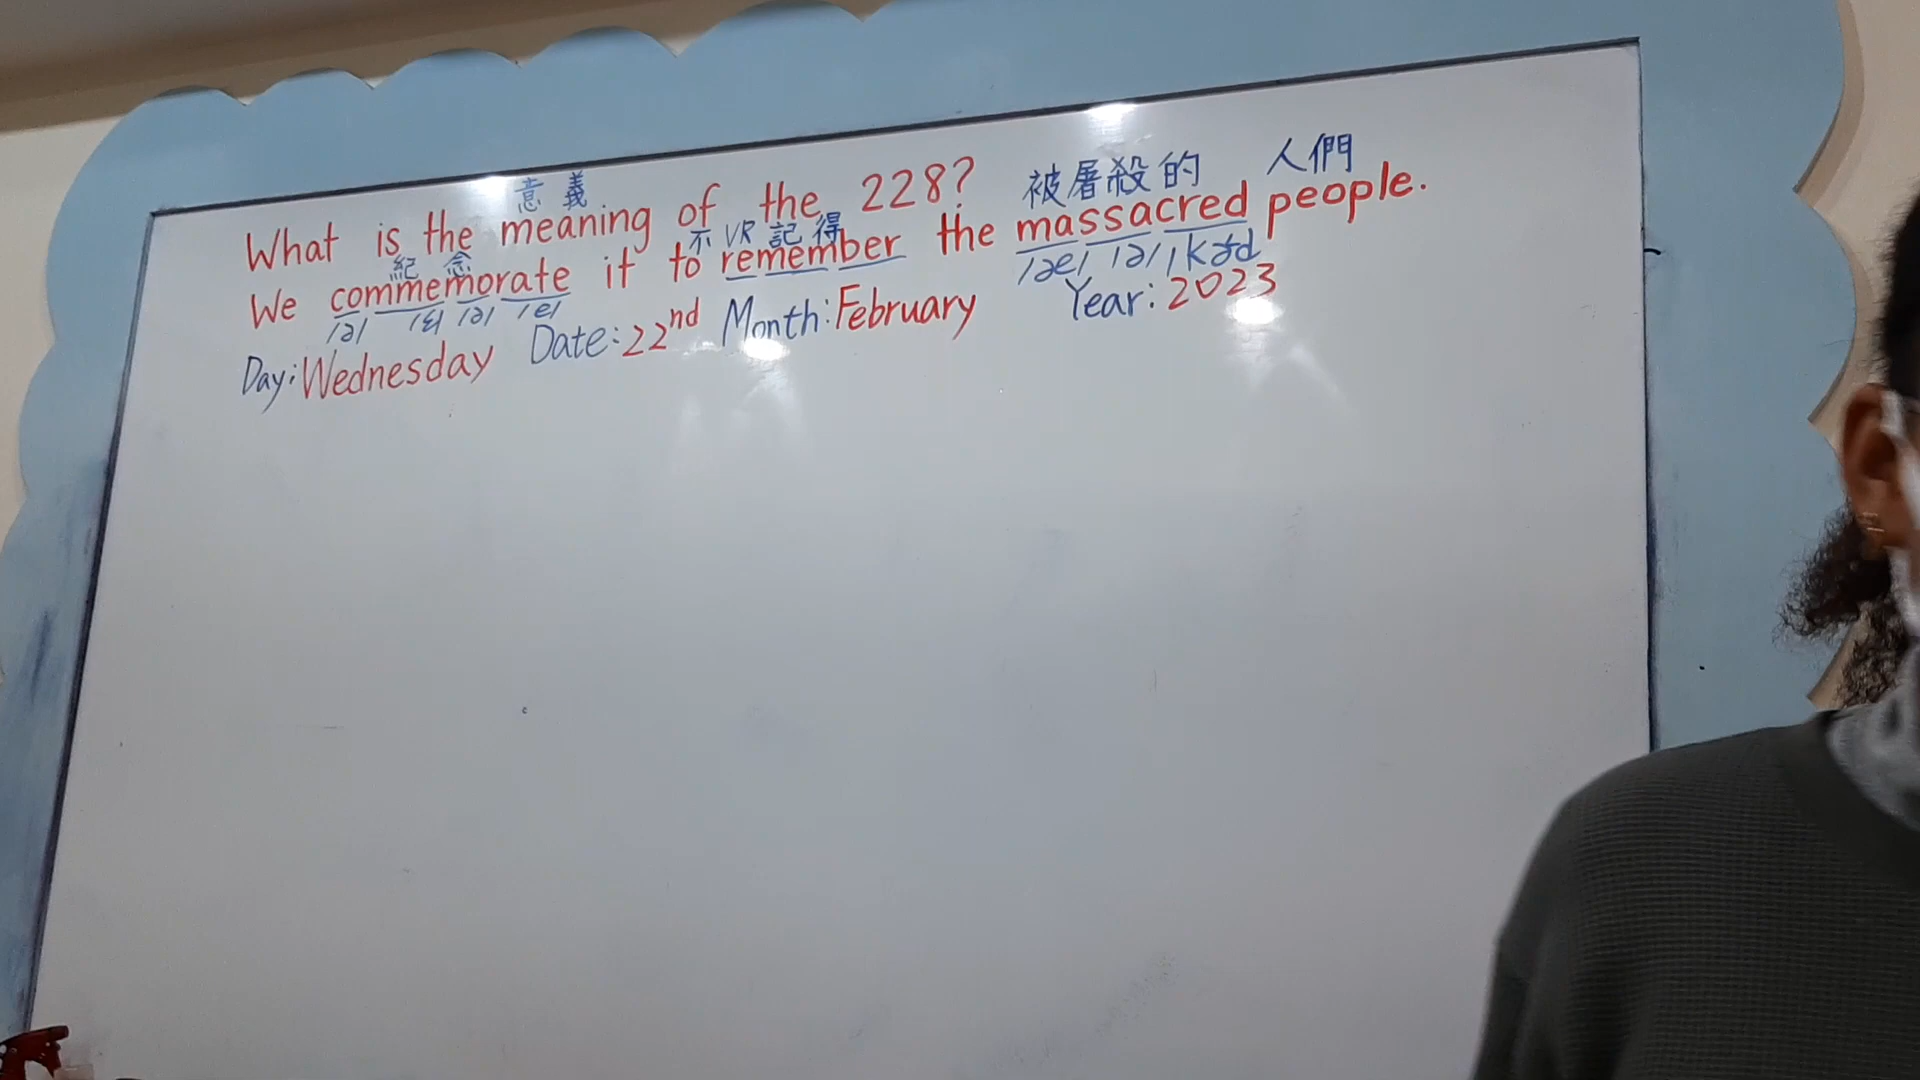 意義
What is the meaning of the 228?
被屠殺的 人們
紀念 不 VR 記得
We commemorate it to remember the massacred people.
/ə/ /ɛ/ /ə/ /e/ /æ/ /ə/
Day: Wednesday Date: 22nd Month: February Year: 2023